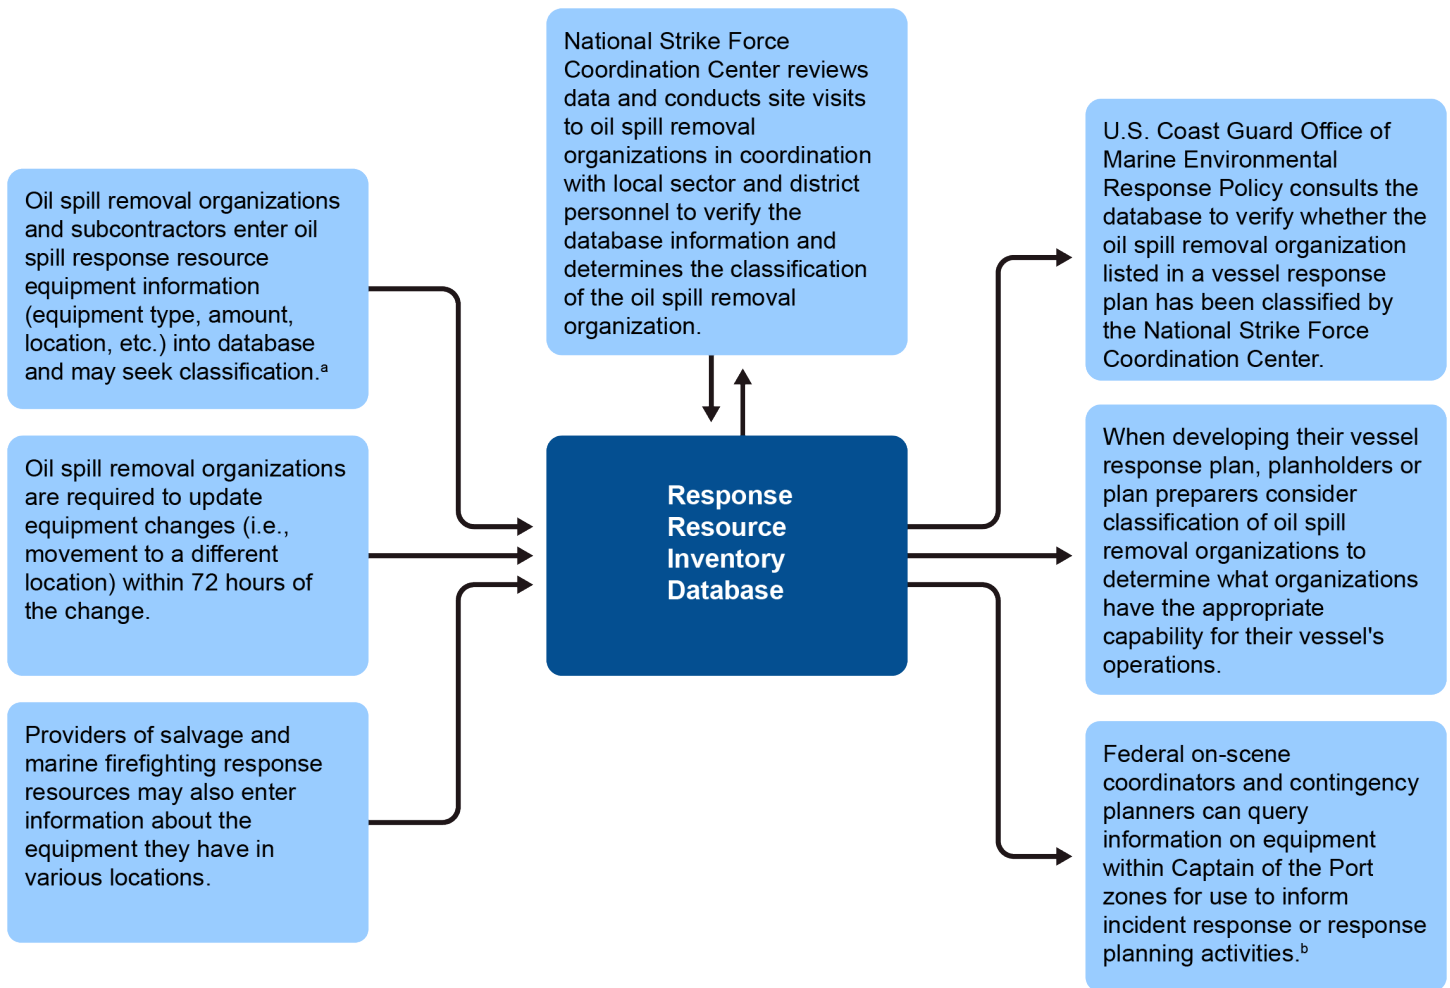 National Strike Force
Coordination Center reviews
data and conducts site visits
to oil spill removal
organizations in coordination
with local sector and district
personnel to verify the
database information and
determines the classification
of the oil spill removal
organization.
Oil spill removal organizations
and subcontractors enter oil
spill response resource
equipment information
(equipment type, amount,
location, etc.) into database
and may seek classification.ᵃ
Oil spill removal organizations
are required to update
equipment changes (i.e.,
movement to a different
location) within 72 hours of
the change.
Providers of salvage and
marine firefighting response
resources may also enter
information about the
equipment they have in
various locations.
Response
Resource
Inventory
Database
U.S. Coast Guard Office of
Marine Environmental
Response Policy consults the
database to verify whether the
oil spill removal organization
listed in a vessel response
plan has been classified by
the National Strike Force
Coordination Center.
When developing their vessel
response plan, planholders or
plan preparers consider
classification of oil spill
removal organizations to
determine what organizations
have the appropriate
capability for their vessel's
operations.
Federal on-scene
coordinators and contingency
planners can query
information on equipment
within Captain of the Port
zones for use to inform
incident response or response
planning activities.ᵇ